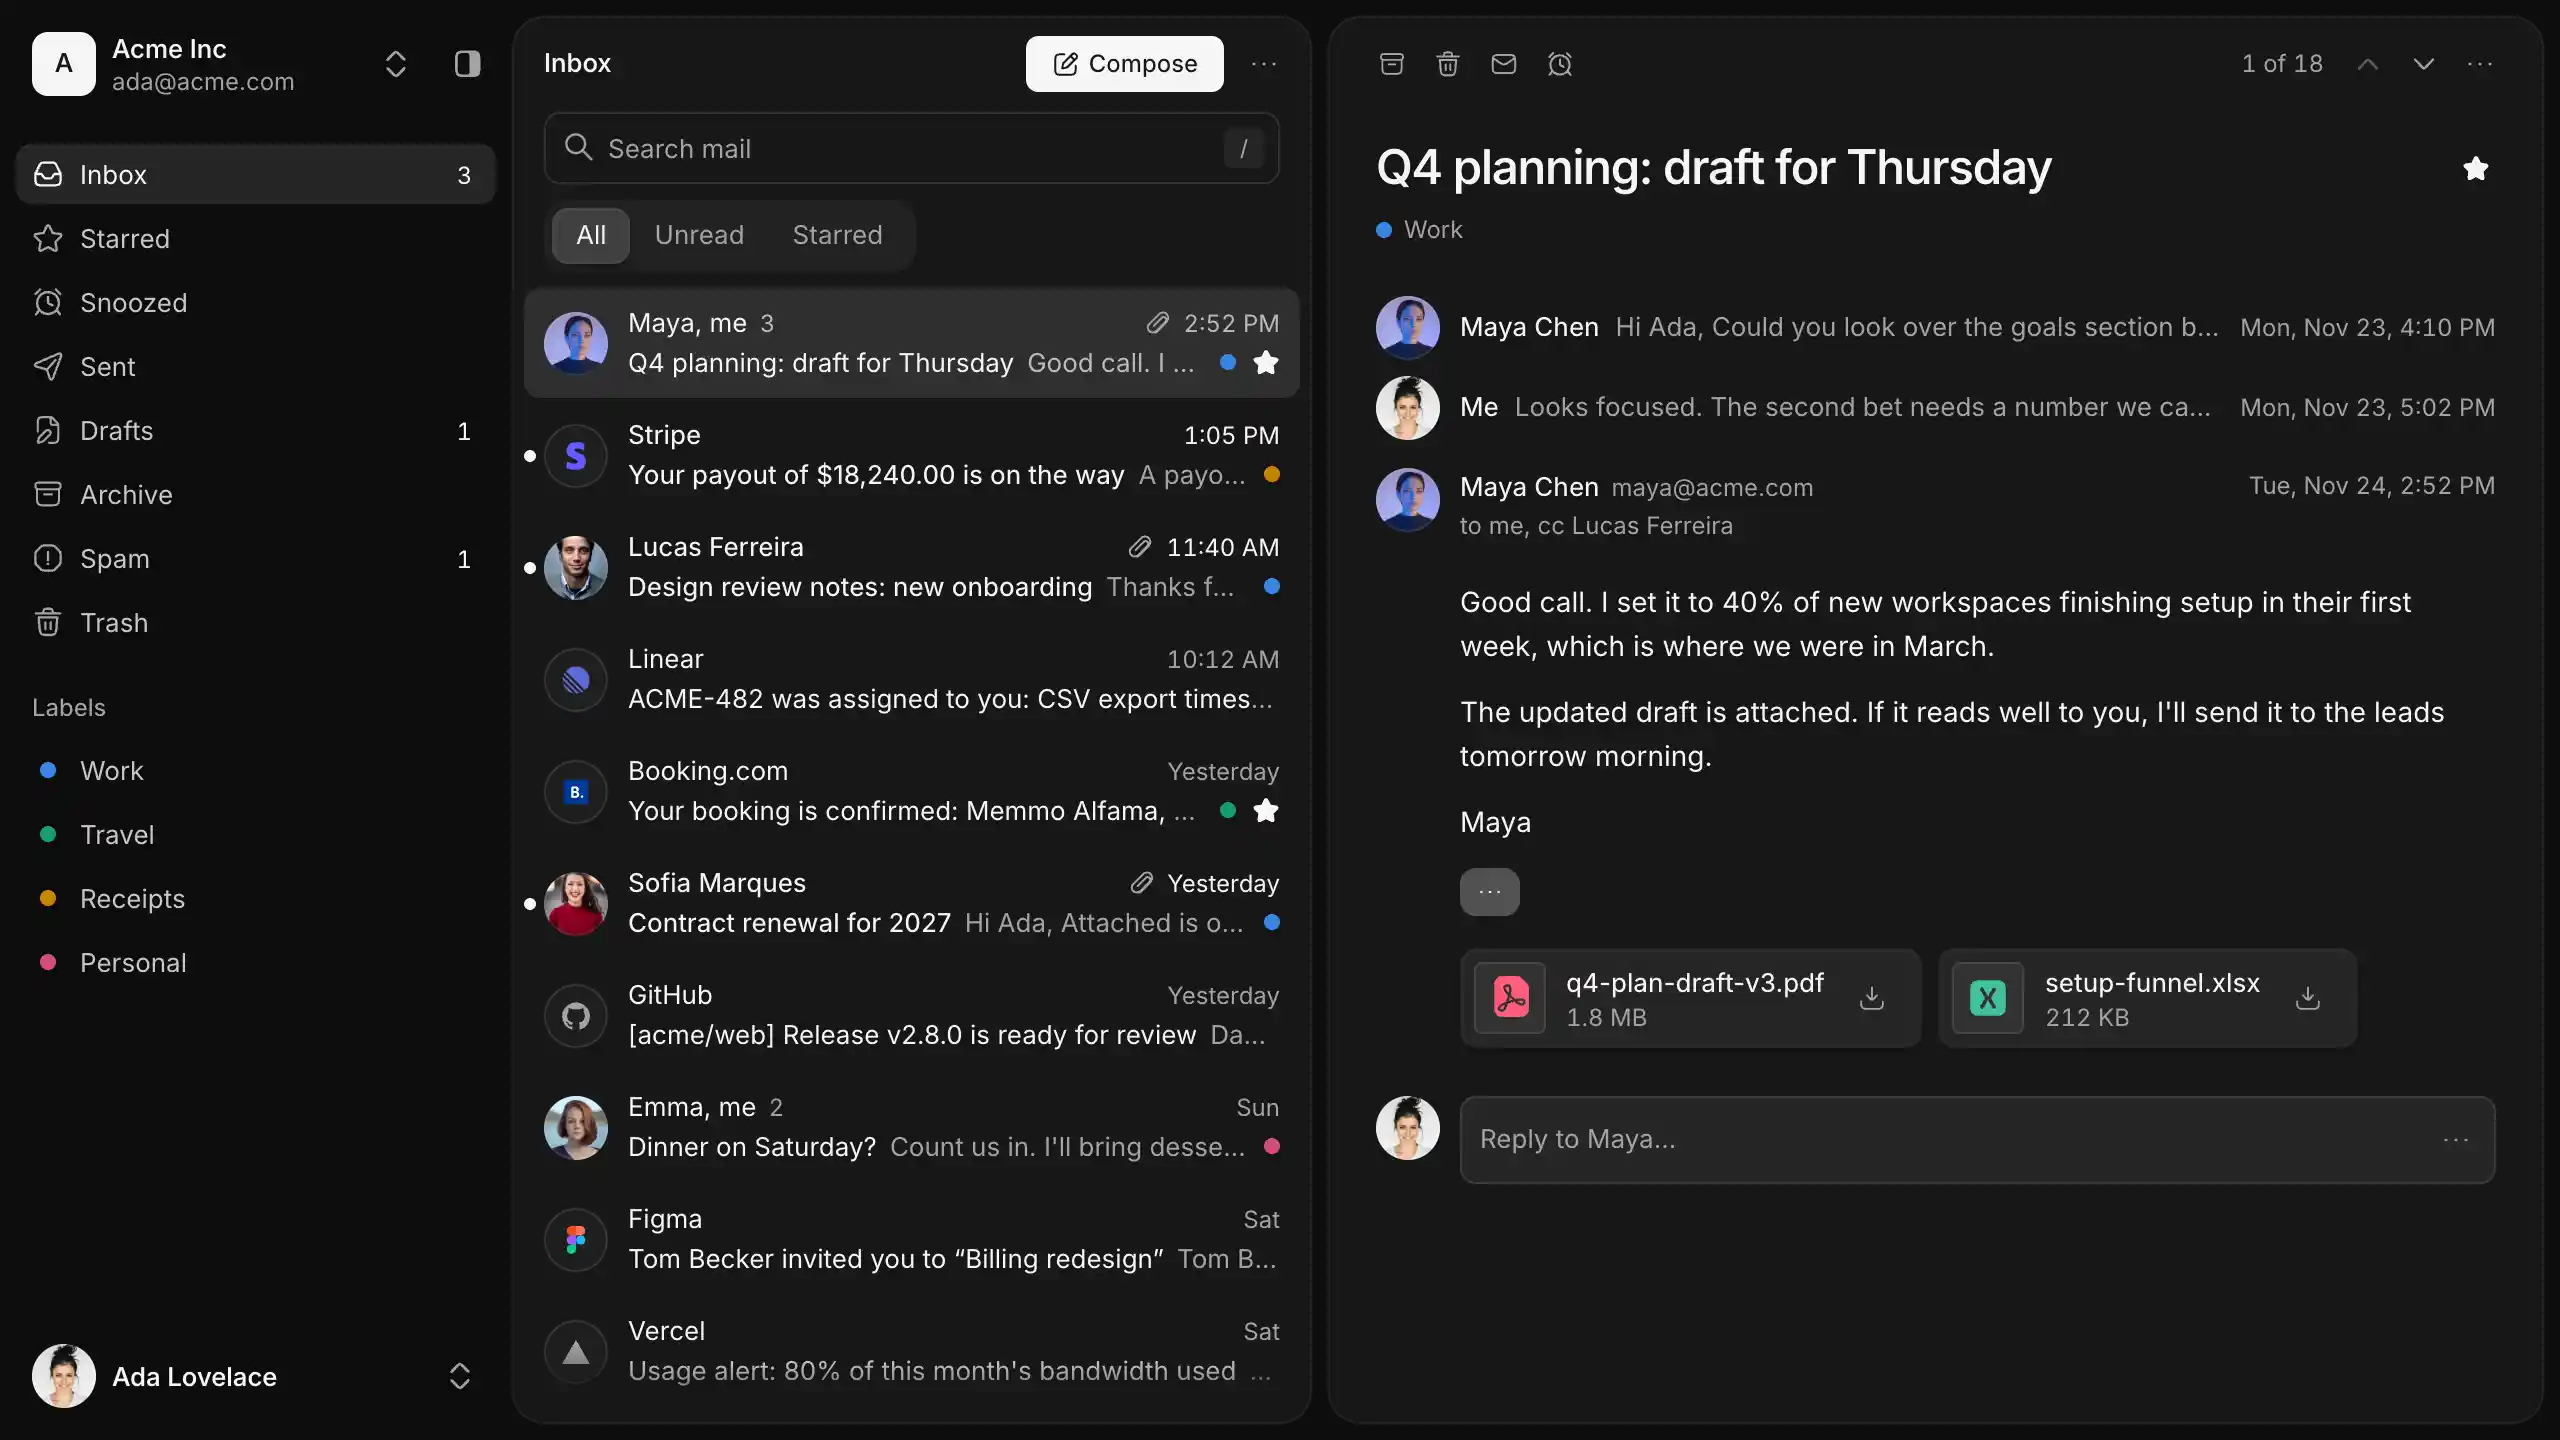 A
Acme Inc
ada@acme.com
Inbox 3
Starred
Snoozed
Sent
Drafts 1
Archive
Spam 1
Trash
Labels
Work
Travel
Receipts
Personal
Ada Lovelace
Inbox
Compose
Search mail /
All Unread Starred
Maya, me 3 2:52 PM
Q4 planning: draft for Thursday Good call. I ...
Stripe 1:05 PM
Your payout of $18,240.00 is on the way A payo...
Lucas Ferreira 11:40 AM
Design review notes: new onboarding Thanks f...
Linear 10:12 AM
ACME-482 was assigned to you: CSV export times...
B.
Booking.com Yesterday
Your booking is confirmed: Memmo Alfama, ...
Sofia Marques Yesterday
Contract renewal for 2027 Hi Ada, Attached is o...
GitHub Yesterday
[acme/web] Release v2.8.0 is ready for review Da...
Emma, me 2 Sun
Dinner on Saturday? Count us in. I'll bring desse...
Figma Sat
Tom Becker invited you to “Billing redesign” Tom B...
Vercel Sat
Usage alert: 80% of this month's bandwidth used ...
1 of 18
Q4 planning: draft for Thursday
Work
Maya Chen Hi Ada, Could you look over the goals section b... Mon, Nov 23, 4:10 PM
Me Looks focused. The second bet needs a number we ca... Mon, Nov 23, 5:02 PM
Maya Chen maya@acme.com Tue, Nov 24, 2:52 PM
to me, cc Lucas Ferreira
Good call. I set it to 40% of new workspaces finishing setup in their first
week, which is where we were in March.
The updated draft is attached. If it reads well to you, I'll send it to the leads
tomorrow morning.
Maya
q4-plan-draft-v3.pdf
1.8 MB
X
setup-funnel.xlsx
212 KB
Reply to Maya...